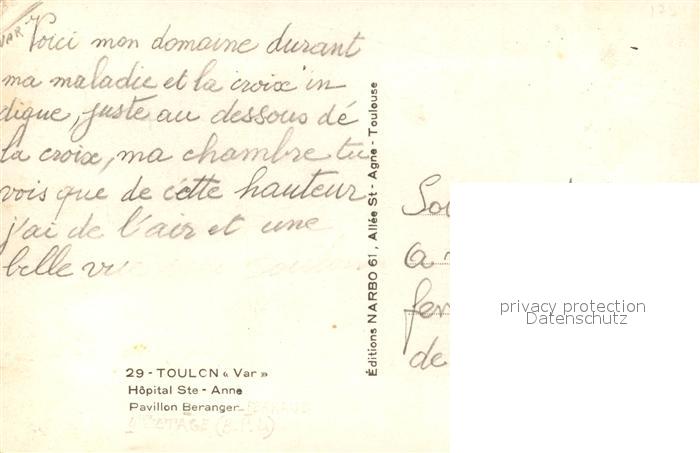 VAR
Voici mon domaine durant
ma maladie et la croix in
dique, juste au dessous de
la croix, ma chambre tu
vois que de cette hauteur
j'ai de l'air et une
belle vue
Éditions NARBO 61, Allée St - Agne - Toulouse
29 - TOULON « Var »
Hôpital Ste - Anne
Pavillon Beranger
ETAGE
a
de
privacy protection
Datenschutz